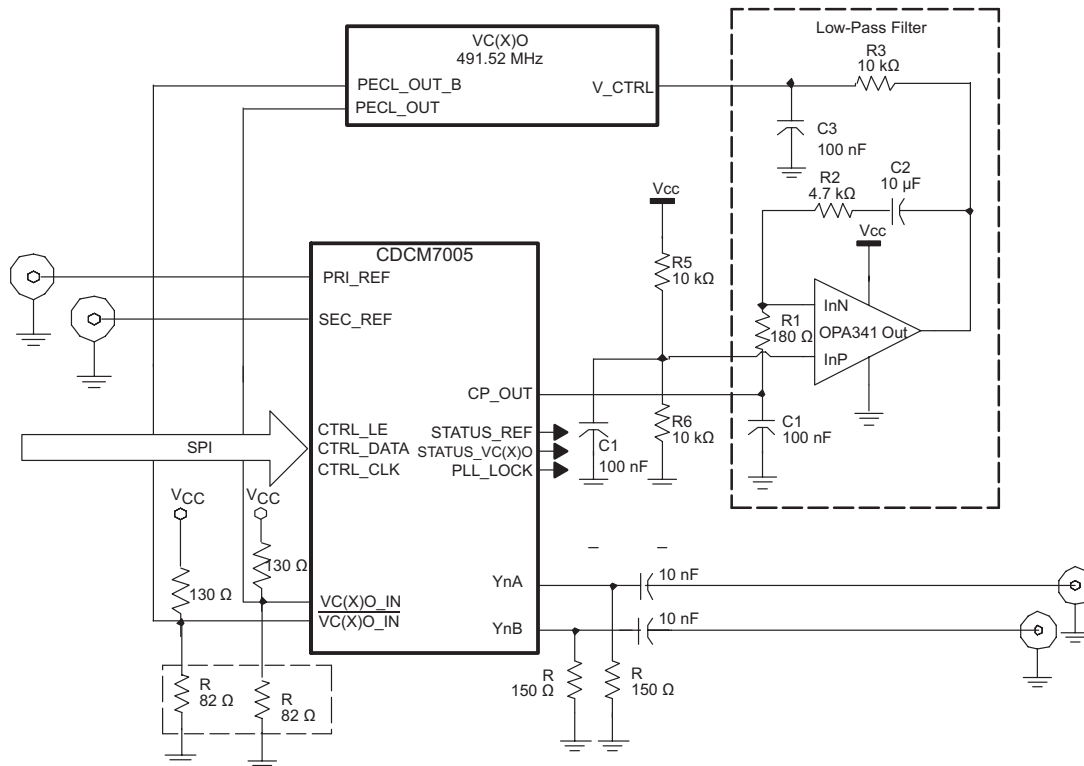 VC(X)O
491.52 MHz
PECL_OUT_B
PECL_OUT
V_CTRL
Low-Pass Filter
R3
10 kΩ
C3
100 nF
R2
4.7 kΩ
C2
10 µF
Vcc
Vcc
CDCM7005
PRI_REF
SEC_REF
R5
10 kΩ
InN
R1
180 Ω
OPA341 Out
InP
CP_OUT
CTRL_LE
CTRL_DATA
CTRL_CLK
SPI
STATUS_REF
STATUS_VC(X)O
PLL_LOCK
C1
100 nF
R6
10 kΩ
C1
100 nF
VCC
VCC
130 Ω
130 Ω
VC(X)O_IN
VC(X)O_IN
YnA
10 nF
YnB
10 nF
R
82 Ω
R
82 Ω
R
150 Ω
R
150 Ω